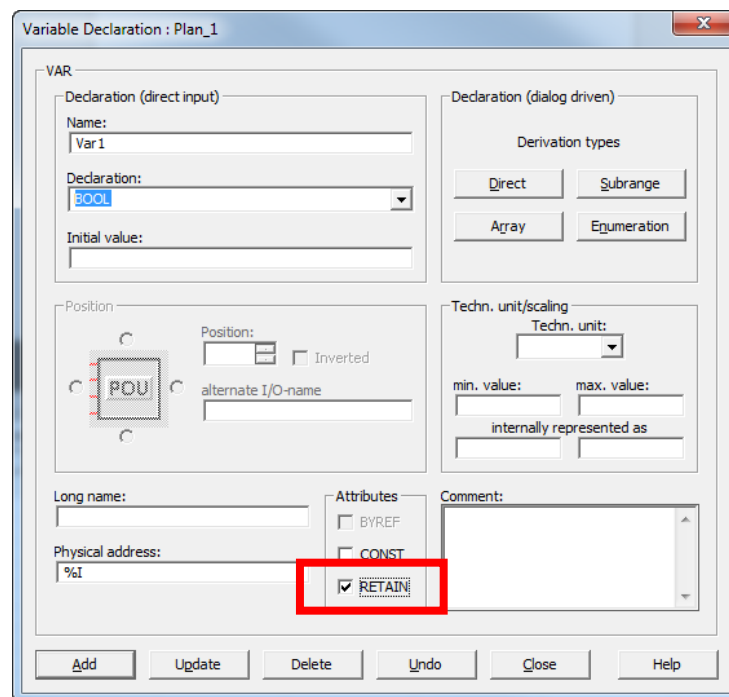 Variable Declaration : Plan_1
VAR
Declaration (direct input)
Name:
Var1
Declaration:
BOOL
Initial value:
Declaration (dialog driven)
Derivation types
Direct
Subrange
Array
Enumeration
Position
Position:
Inverted
POU
alternate I/O-name
Techn. unit/scaling
Techn. unit:
min. value:
max. value:
internally represented as
Long name:
Physical address:
%I
Attributes
BYREF
CONST
RETAIN
Comment:
Add
Update
Delete
Undo
Close
Help